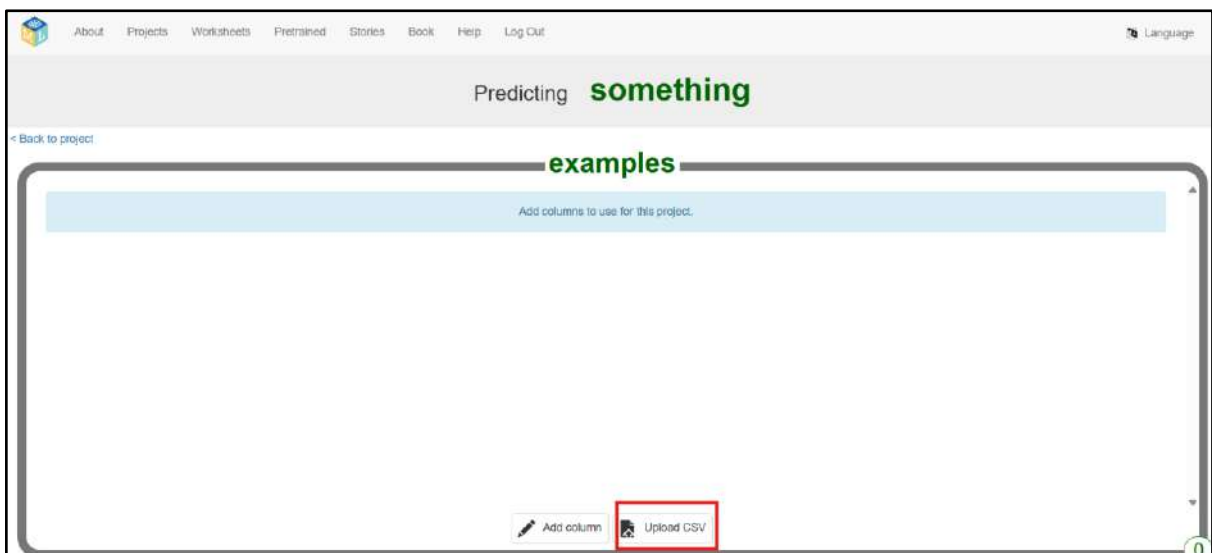 About Projects Worksheets Pretrained Stories Book Help Log Out Language
Predicting something
< Back to project
examples
Add columns to use for this project.
Add column Upload CSV
0